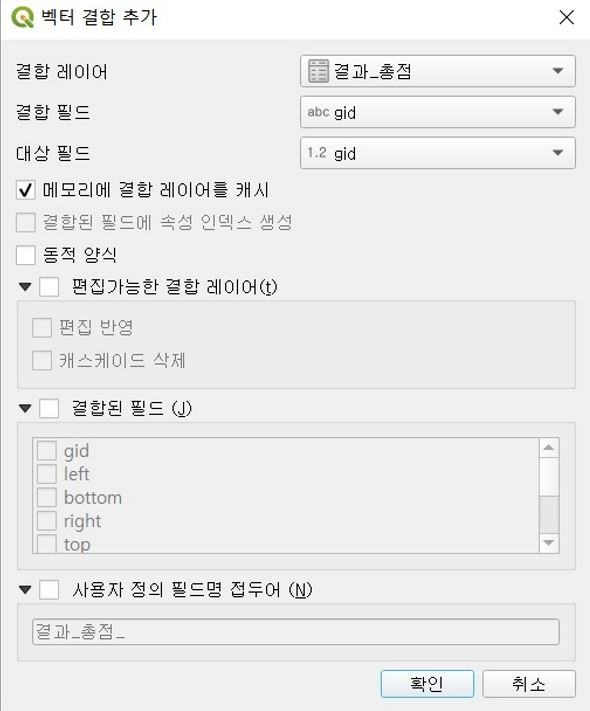 벡터 결합 추가
결합 레이어 결과_총점
결합 필드 abc gid
대상 필드 1.2 gid
메모리에 결합 레이어를 캐시
결합된 필드에 속성 인덱스 생성
동적 양식
편집가능한 결합 레이어(t)
편집 반영
캐스케이드 삭제
결합된 필드 (J)
gid
left
bottom
right
top
사용자 정의 필드명 접두어 (N)
결과_총점_
확인 취소